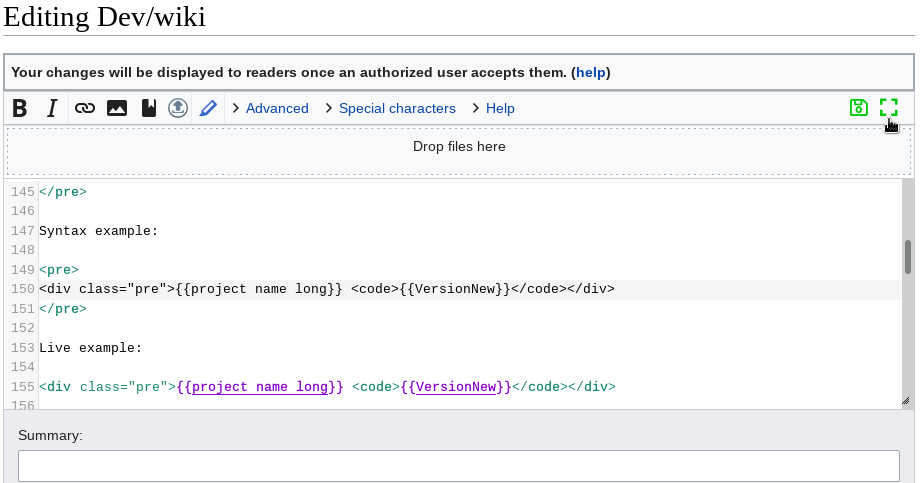 Editing Dev/wiki
Your changes will be displayed to readers once an authorized user accepts them. (help)
B I Advanced Special characters Help
Drop files here
145 </pre>
146
147 Syntax example:
148
149 <pre>
150 <div class="pre">{{project name long}} <code>{{VersionNew}}</code></div>
151 </pre>
152
153 Live example:
154
155 <div class="pre">{{project name long}} <code>{{VersionNew}}</code></div>
156
Summary: